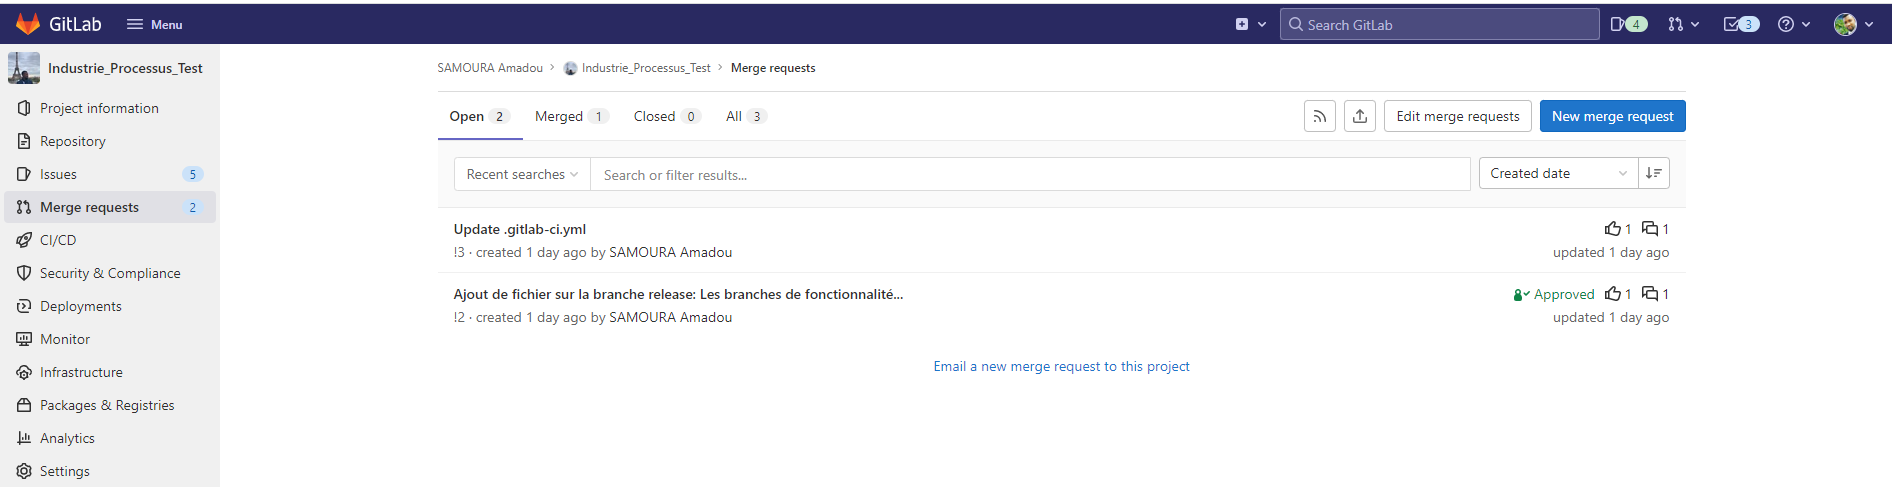 GitLab Menu Search GitLab 4 3
Industrie_Processus_Test
Project information
Repository
Issues 5
Merge requests 2
CI/CD
Security & Compliance
Deployments
Monitor
Infrastructure
Packages & Registries
Analytics
Settings
SAMOURA Amadou › Industrie_Processus_Test › Merge requests
Open 2 Merged 1 Closed 0 All 3 Edit merge requests New merge request
Recent searches Search or filter results... Created date
Update .gitlab-ci.yml 1 1
!3 · created 1 day ago by SAMOURA Amadou updated 1 day ago
Ajout de fichier sur la branche release: Les branches de fonctionnalité... Approved 1 1
!2 · created 1 day ago by SAMOURA Amadou updated 1 day ago
Email a new merge request to this project